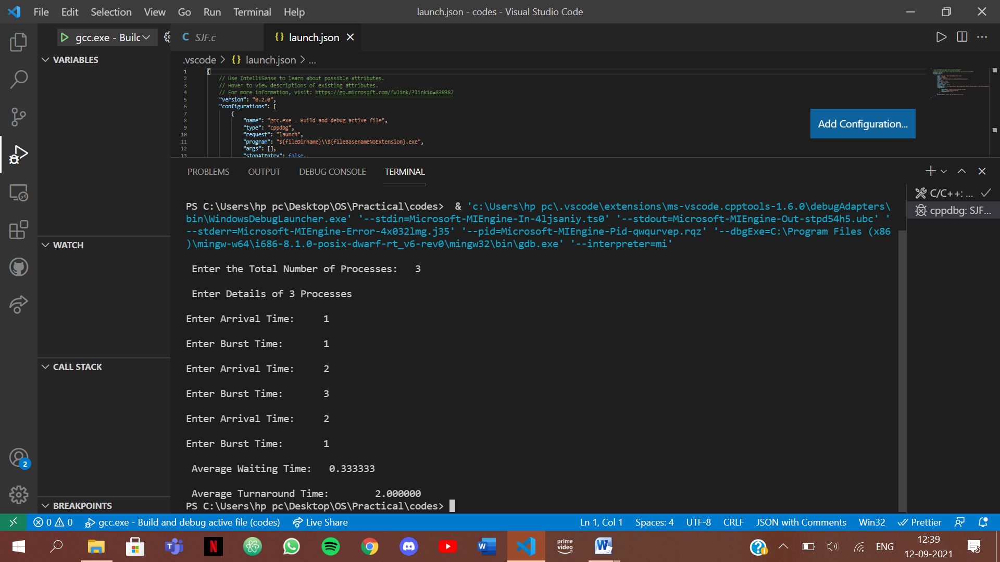 File Edit Selection View Go Run Terminal Help
launch.json - codes - Visual Studio Code
gcc.exe - Builc
SJF.c
launch.json
VARIABLES
.vscode > {} launch.json > ...
1 {
2 // Use IntelliSense to learn about possible attributes.
3 // Hover to view descriptions of existing attributes.
4 // For more information, visit: https://go.microsoft.com/fwlink/?linkid=830387
5 "version": "0.2.0",
6 "configurations": [
7 {
8 "name": "gcc.exe - Build and debug active file",
9 "type": "cppdbg",
10 "request": "launch",
11 "program": "${fileDirname}\\${fileBasenameNoExtension}.exe",
12 "args": [],
13 "stopAtEntry": false,
Add Configuration...
PROBLEMS OUTPUT DEBUG CONSOLE TERMINAL
C/C++: ...
cppdbg: SJF...
PS C:\Users\hp pc\Desktop\OS\Practical\codes> & 'c:\Users\hp pc\.vscode\extensions\ms-vscode.cpptools-1.6.0\debugAdapters\
bin\WindowsDebugLauncher.exe' '--stdin=Microsoft-MIEngine-In-4ljsaniy.ts0' '--stdout=Microsoft-MIEngine-Out-stpd54h5.ubc' '
--stderr=Microsoft-MIEngine-Error-4x032lmg.j35' '--pid=Microsoft-MIEngine-Pid-qwqurvep.rqz' '--dbgExe=C:\Program Files (x86
)\mingw-w64\i686-8.1.0-posix-dwarf-rt_v6-rev0\mingw32\bin\gdb.exe' '--interpreter=mi'
Enter the Total Number of Processes: 3
Enter Details of 3 Processes
Enter Arrival Time: 1
Enter Burst Time: 1
Enter Arrival Time: 2
Enter Burst Time: 3
Enter Arrival Time: 2
Enter Burst Time: 1
Average Waiting Time: 0.333333
Average Turnaround Time: 2.000000
PS C:\Users\hp pc\Desktop\OS\Practical\codes>
WATCH
CALL STACK
BREAKPOINTS
2
0 0 gcc.exe - Build and debug active file (codes) Live Share
Ln 1, Col 1 Spaces: 4 UTF-8 CRLF JSON with Comments Win32 Prettier
prime
video
ENG
12:39
12-09-2021